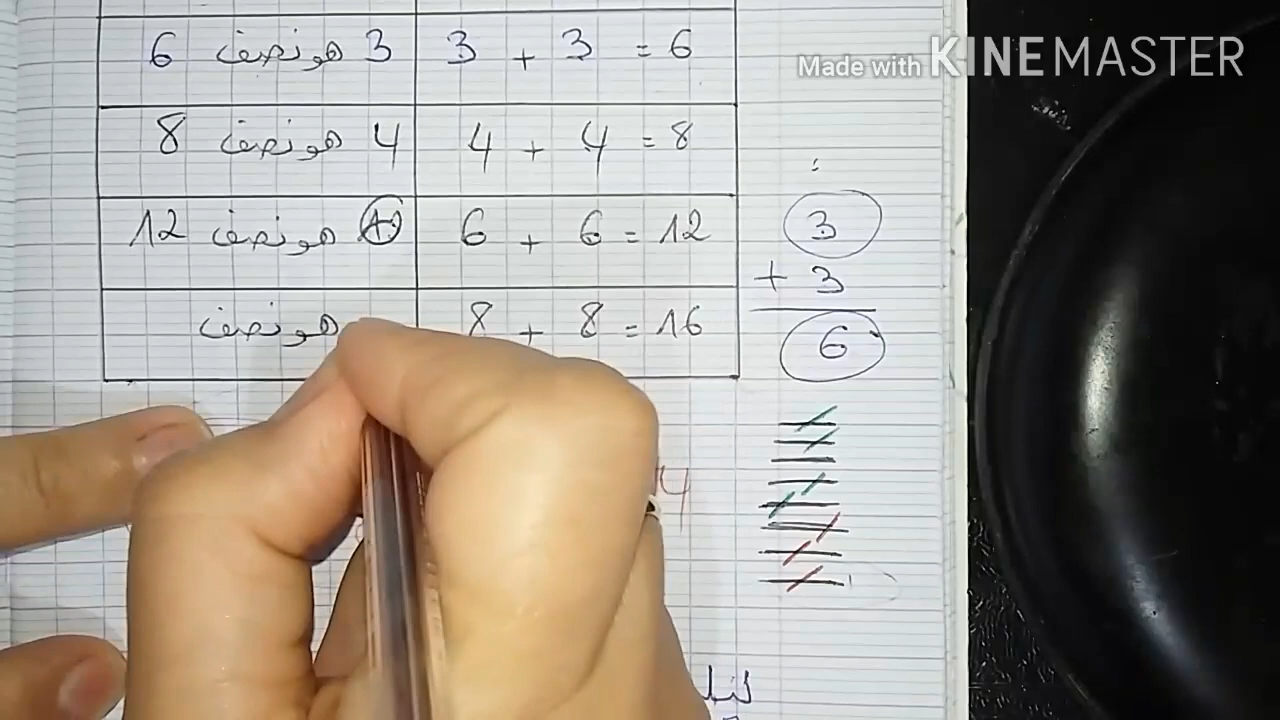 Made with KINEMASTER
3 هو نصف 6
3 + 3 = 6
4 هو نصف 8
4 + 4 = 8
هو نصف 12
6 + 6 = 12
هو نصف
8 + 8 = 16
3
+ 3
6
4